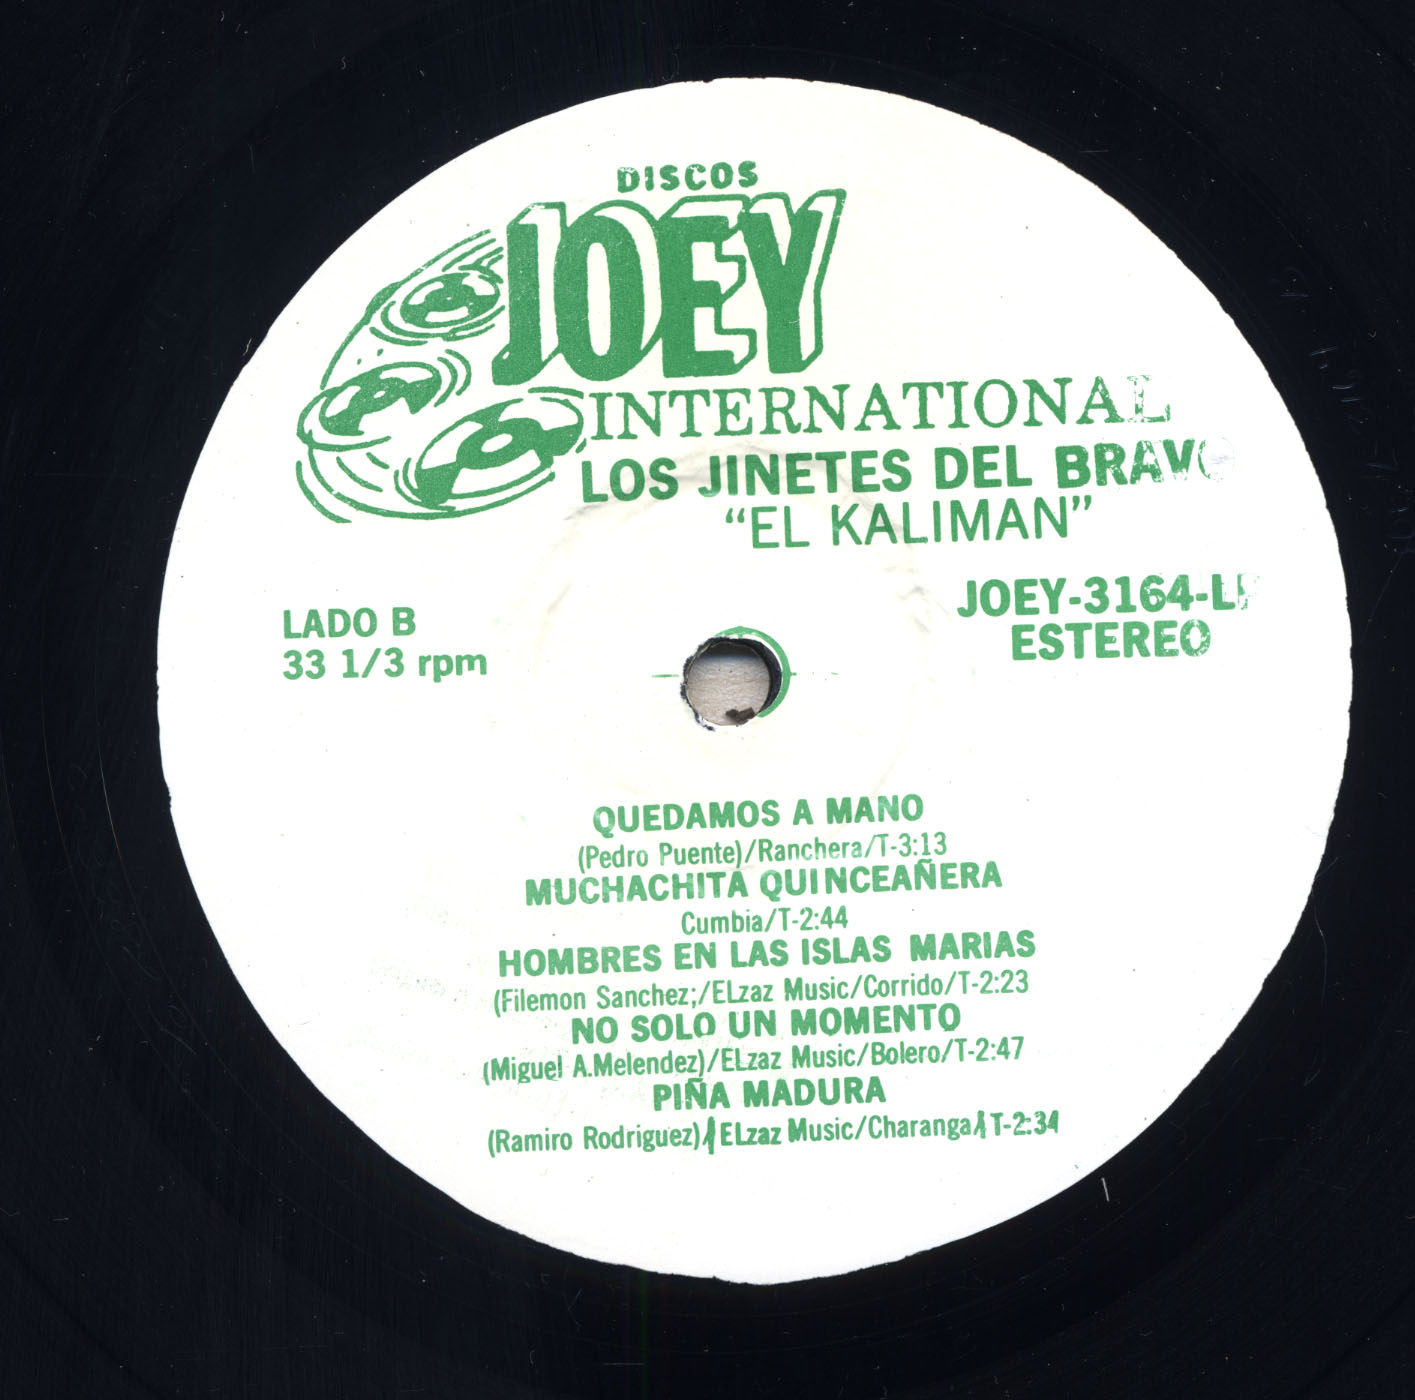 DISCOS
JOEY
INTERNATIONAL
LOS JINETES DEL BRAVO
“EL KALIMAN”
LADO B
33 1/3 rpm
JOEY-3164-LP
ESTEREO
QUEDAMOS A MANO
(Pedro Puente)/Ranchera/T-3:13
MUCHACHITA QUINCEAÑERA
Cumbia/T-2:44
HOMBRES EN LAS ISLAS MARIAS
(Filemon Sanchez;/ELzaz Music/Corrido/T-2:23
NO SOLO UN MOMENTO
(Miguel A.Melendez)/ELzaz Music/Bolero/T-2:47
PIÑA MADURA
(Ramiro Rodriguez)/ELzaz Music/Charanga/T-2:34